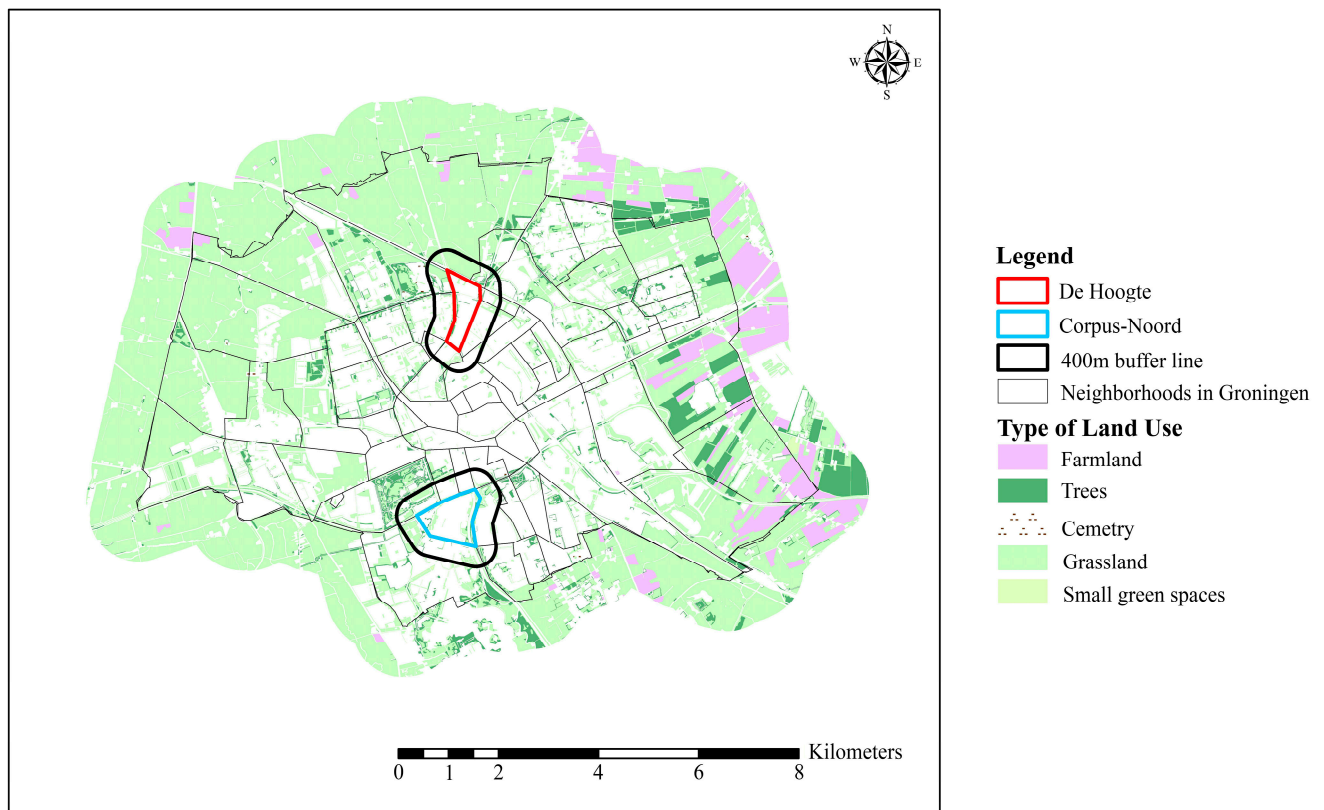 N
W E
S
Legend
De Hoogte
Corpus-Noord
400m buffer line
Neighborhoods in Groningen
Type of Land Use
Farmland
Trees
Cemetry
Grassland
Small green spaces
Kilometers
0 1 2 4 6 8